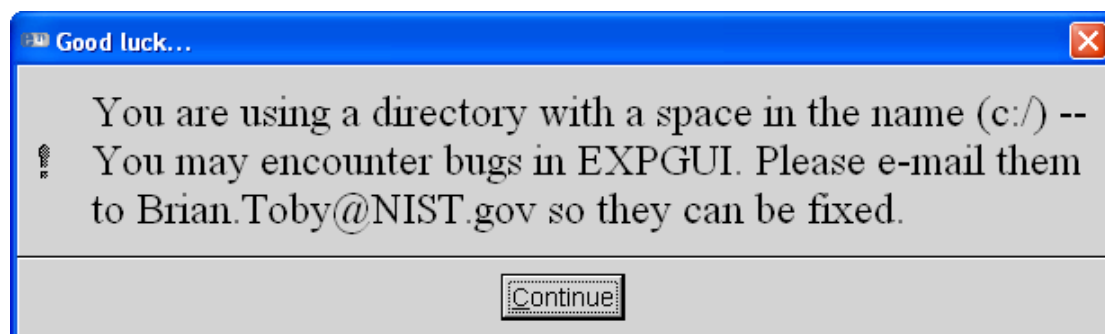 Good luck...
You are using a directory with a space in the name (c:/) --
You may encounter bugs in EXPGUI. Please e-mail them
to Brian.Toby@NIST.gov so they can be fixed.
Continue